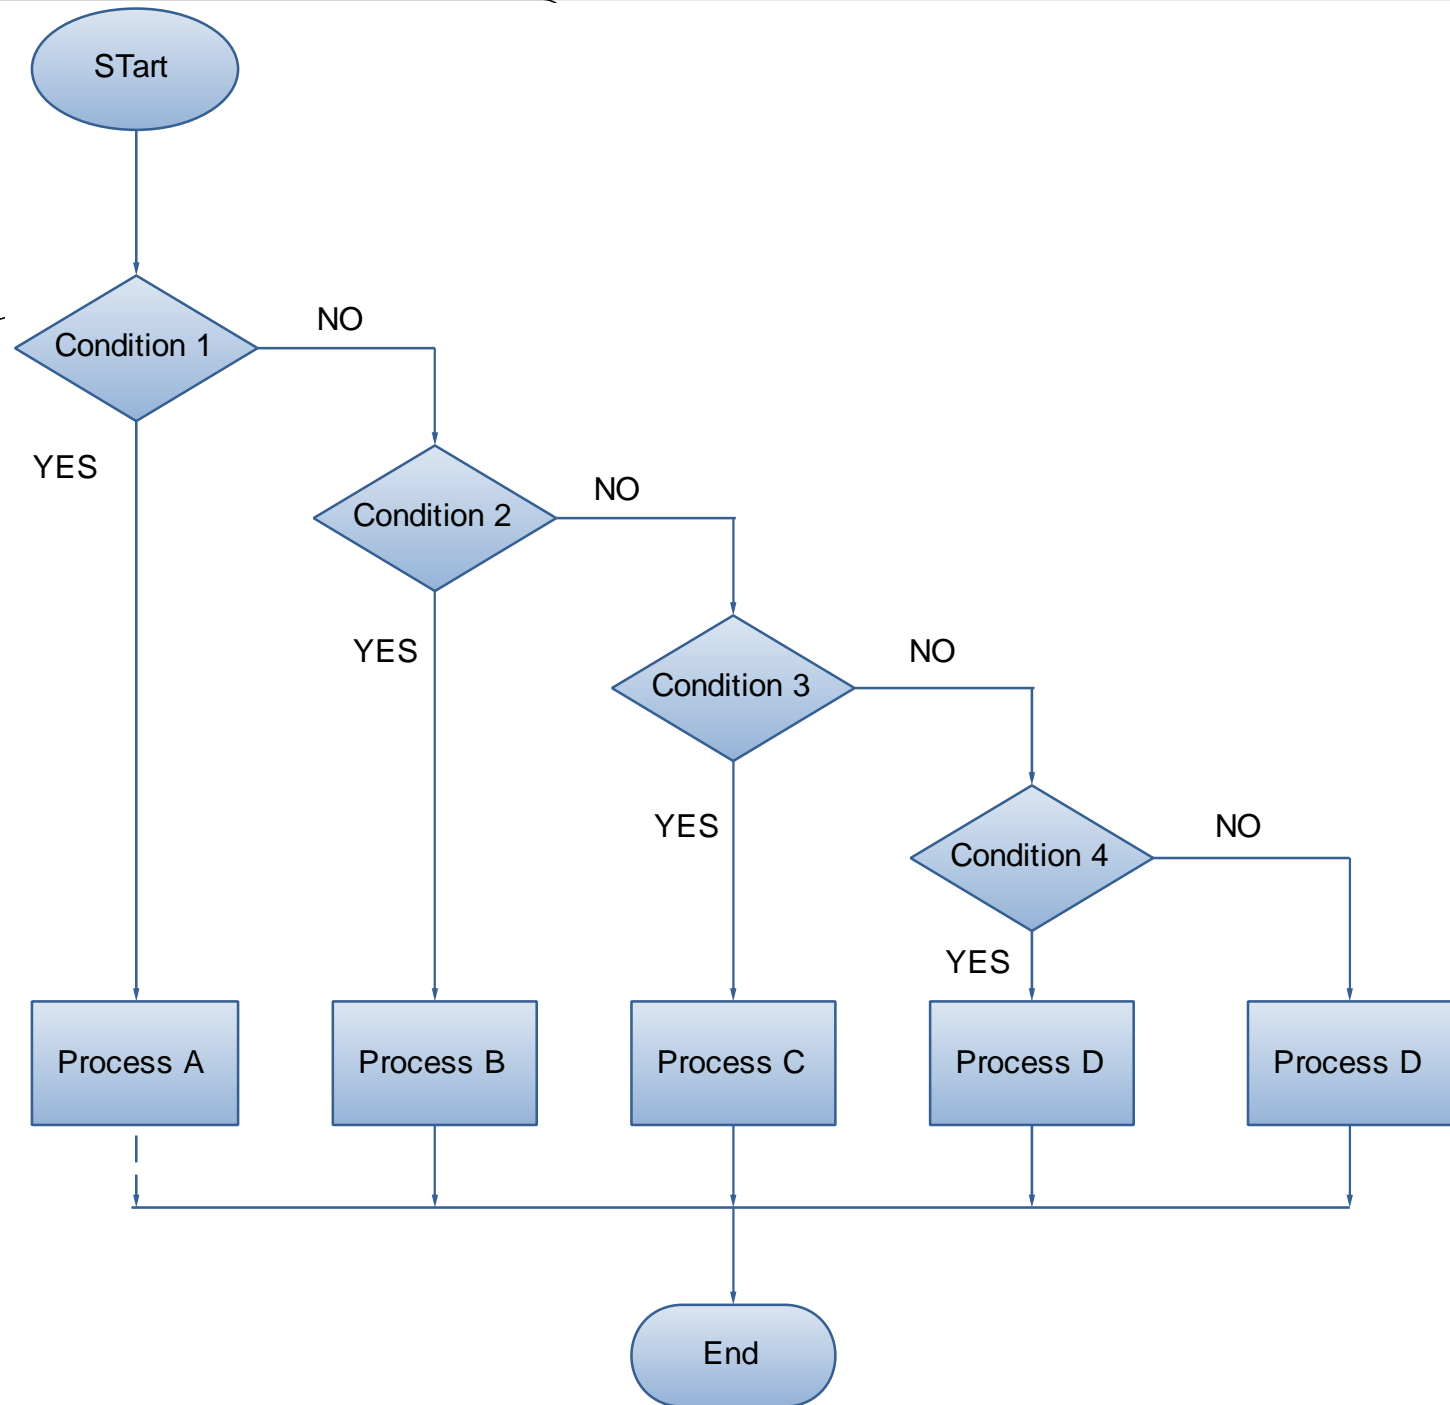 STart
NO
Condition 1
YES
NO
Condition 2
YES
NO
Condition 3
YES
NO
Condition 4
YES
Process A
Process B
Process C
Process D
Process D
End